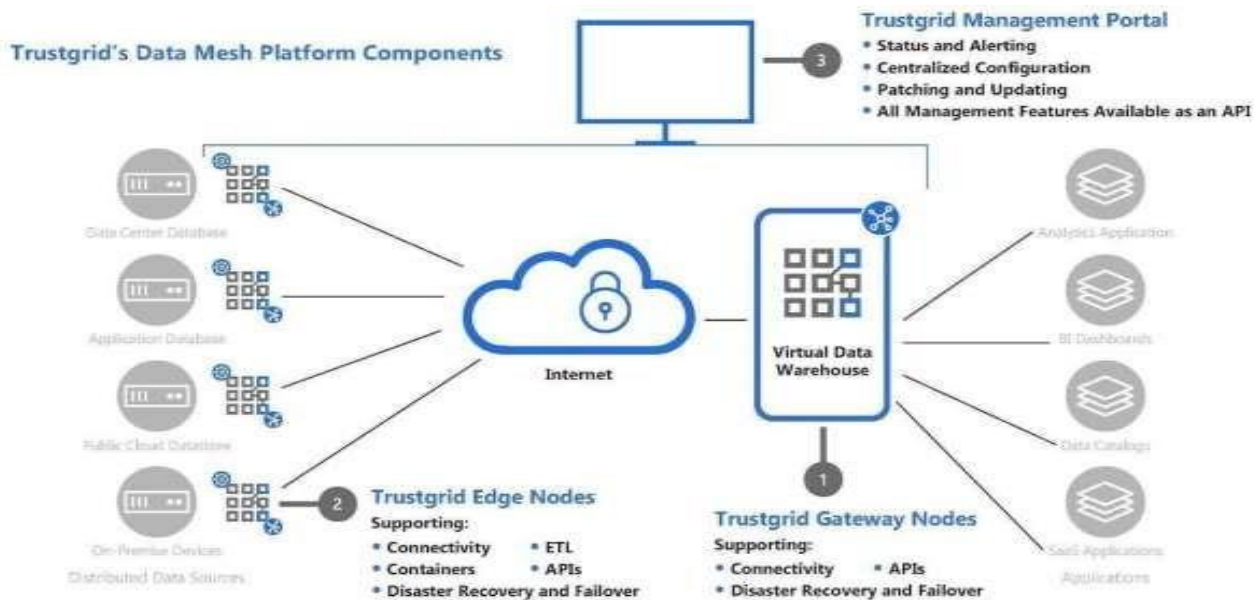 Trustgrid's Data Mesh Platform Components
Trustgrid Management Portal
• Status and Alerting
• Centralized Configuration
• Patching and Updating
• All Management Features Available as an API
3
Data Center Database
Application Database
Public Cloud Datastore
On-Premise Devices
Distributed Data Sources
Internet
Virtual Data
Warehouse
Analytics Application
BI Dashboards
Data Catalogs
SaaS Applications
Applications
2
Trustgrid Edge Nodes
Supporting:
• Connectivity • ETL
• Containers • APIs
• Disaster Recovery and Failover
1
Trustgrid Gateway Nodes
Supporting:
• Connectivity • APIs
• Disaster Recovery and Failover